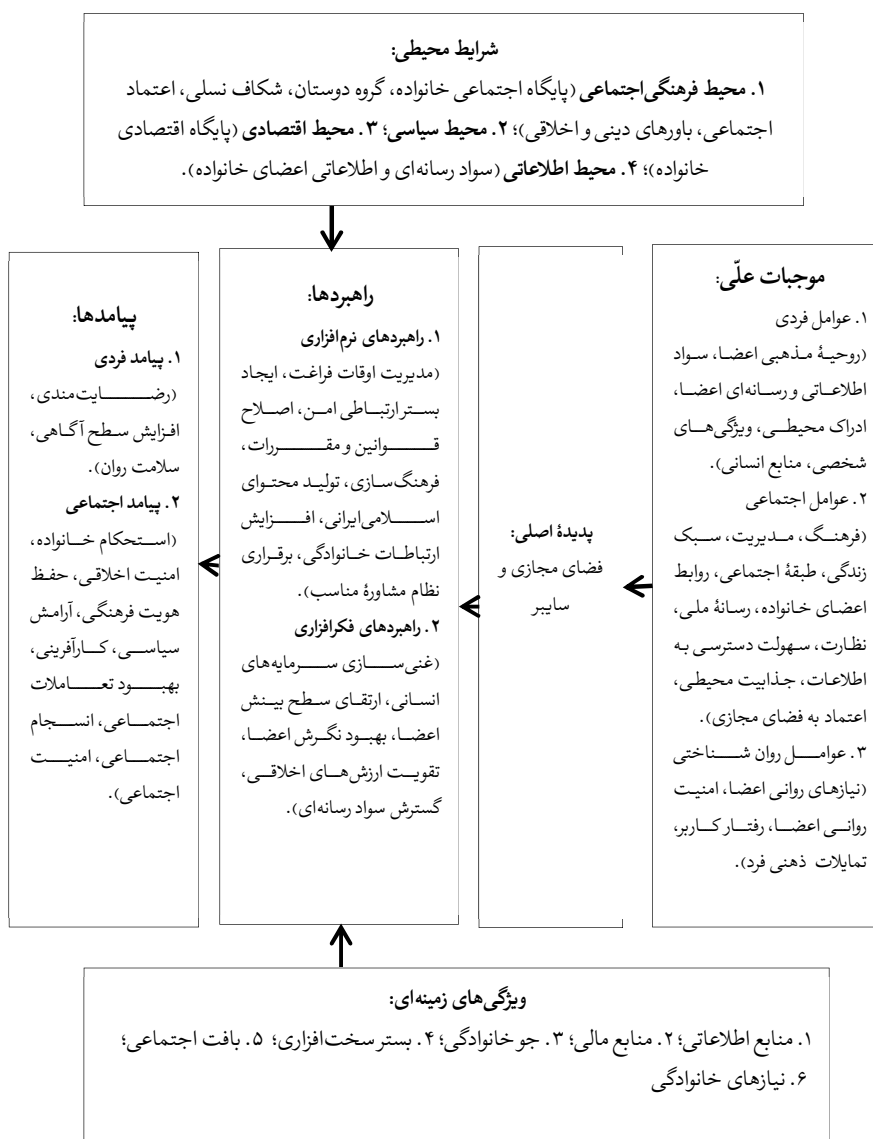 شرایط محیطی:
۱. محیط فرهنگی‌اجتماعی (پایگاه اجتماعی خانواده، گروه دوستان، شکاف نسلی، اعتماد
اجتماعی، باورهای دینی و اخلاقی)؛ ۲. محیط سیاسی؛ ۳. محیط اقتصادی (پایگاه اقتصادی
خانواده)؛ ۴. محیط اطلاعاتی (سواد رسانه‌ای و اطلاعاتی اعضای خانواده).
موجبات علّی:
۱. عوامل فردی
(روحیۀ مذهبی اعضا، سواد
اطلاعاتی و رسانه‌ای اعضا،
ادراک محیطی، ویژگی‌های
شخصی، منابع انسانی).
۲. عوامل اجتماعی
(فرهنگ، مدیریت، سبک
زندگی، طبقۀ اجتماعی، روابط
اعضای خانواده، رسانۀ ملی،
نظارت، سهولت دسترسی به
اطلاعات، جذابیت محیطی،
اعتماد به فضای مجازی).
۳. عوامل روان شناختی
(نیازهای روانی اعضا، امنیت
روانی اعضا، رفتار کاربر،
تمایلات ذهنی فرد).
پدیدۀ اصلی:
فضای مجازی و
سایبر
راهبردها:
۱. راهبردهای نرم‌افزاری
(مدیریت اوقات فراغت، ایجاد
بستر ارتباطی امن، اصلاح
قوانین و مقررات،
فرهنگ‌سازی، تولید محتوای
اسلامی‌ایرانی، افزایش
ارتباطات خانوادگی، برقراری
نظام مشاورۀ مناسب).
۲. راهبردهای فکرافزاری
(غنی‌سازی سرمایه‌های
انسانی، ارتقای سطح بینش
اعضا، بهبود نگرش اعضا،
تقویت ارزش‌های اخلاقی،
گسترش سواد رسانه‌ای).
پیامدها:
۱. پیامد فردی
(رضایت‌مندی،
افزایش سطح آگاهی،
سلامت روان).
۲. پیامد اجتماعی
(استحکام خانواده،
امنیت اخلاقی، حفظ
هویت فرهنگی، آرامش
سیاسی، کارآفرینی،
بهبود تعاملات
اجتماعی، انسجام
اجتماعی، امنیت
اجتماعی).
ویژگی‌های زمینه‌ای:
۱. منابع اطلاعاتی؛ ۲. منابع مالی؛ ۳. جو خانوادگی؛ ۴. بستر سخت‌افزاری؛ ۵. بافت اجتماعی؛
۶. نیازهای خانوادگی